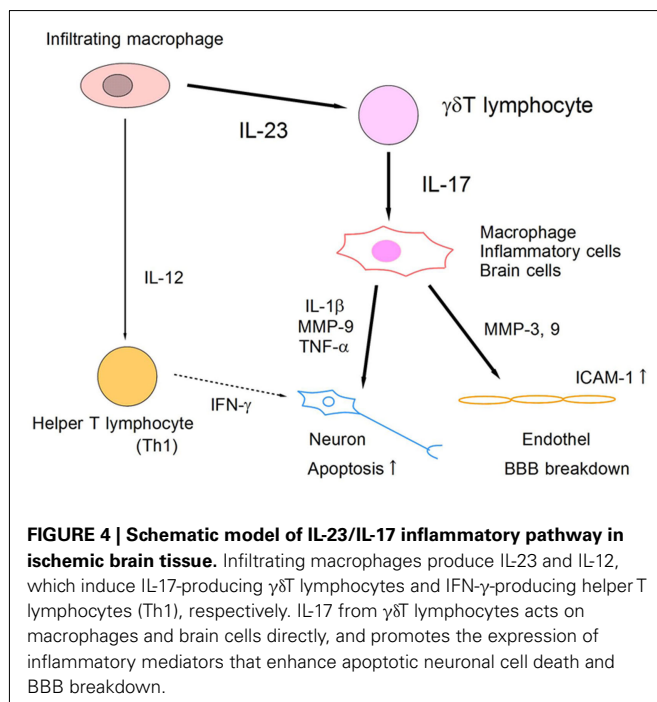 Infiltrating macrophage
γδT lymphocyte
IL-23
IL-17
Macrophage
Inflammatory cells
Brain cells
IL-12
IL-1β
MMP-9
TNF-α
MMP-3, 9
ICAM-1 ↑
IFN-γ
Helper T lymphocyte
(Th1)
Neuron
Apoptosis ↑
Endothel
BBB breakdown
FIGURE 4 | Schematic model of IL-23/IL-17 inflammatory pathway in
ischemic brain tissue. Infiltrating macrophages produce IL-23 and IL-12,
which induce IL-17-producing γδT lymphocytes and IFN-γ-producing helper T
lymphocytes (Th1), respectively. IL-17 from γδT lymphocytes acts on
macrophages and brain cells directly, and promotes the expression of
inflammatory mediators that enhance apoptotic neuronal cell death and
BBB breakdown.